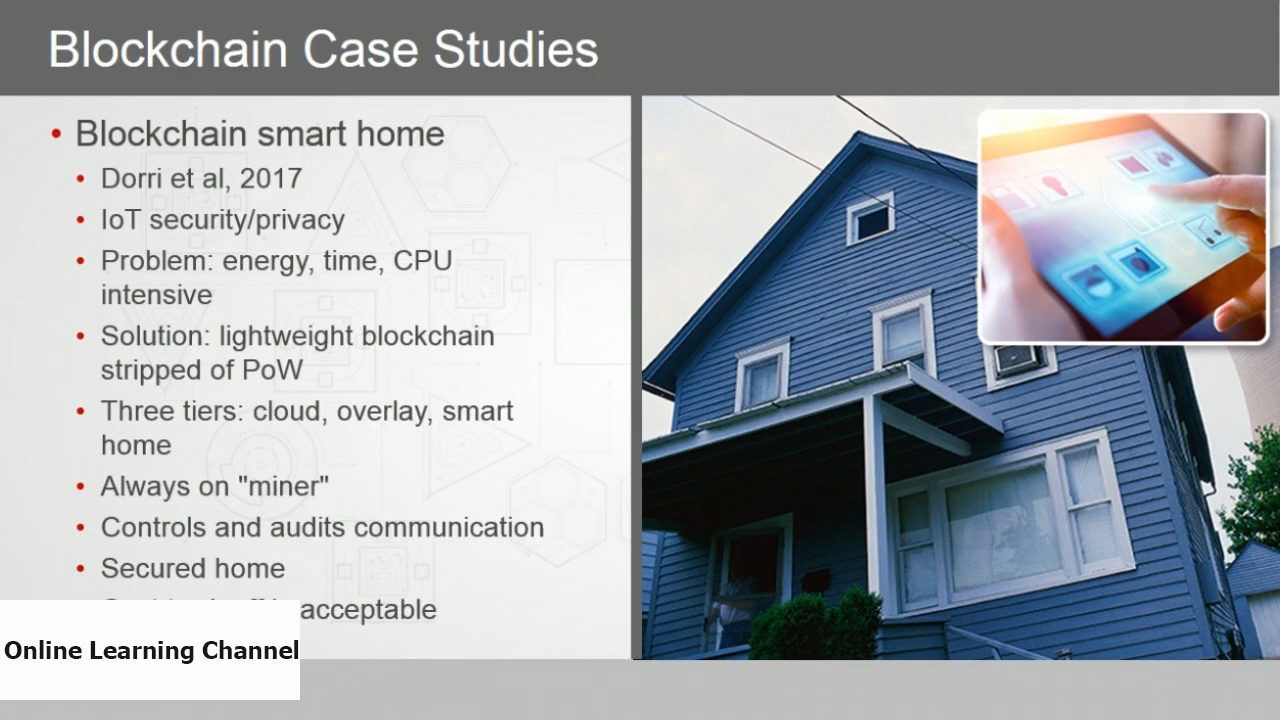 Blockchain Case Studies
• Blockchain smart home
• Dorri et al, 2017
• IoT security/privacy
• Problem: energy, time, CPU
intensive
• Solution: lightweight blockchain
stripped of PoW
• Three tiers: cloud, overlay, smart
home
• Always on "miner"
• Controls and audits communication
• Secured home
acceptable
Online Learning Channel